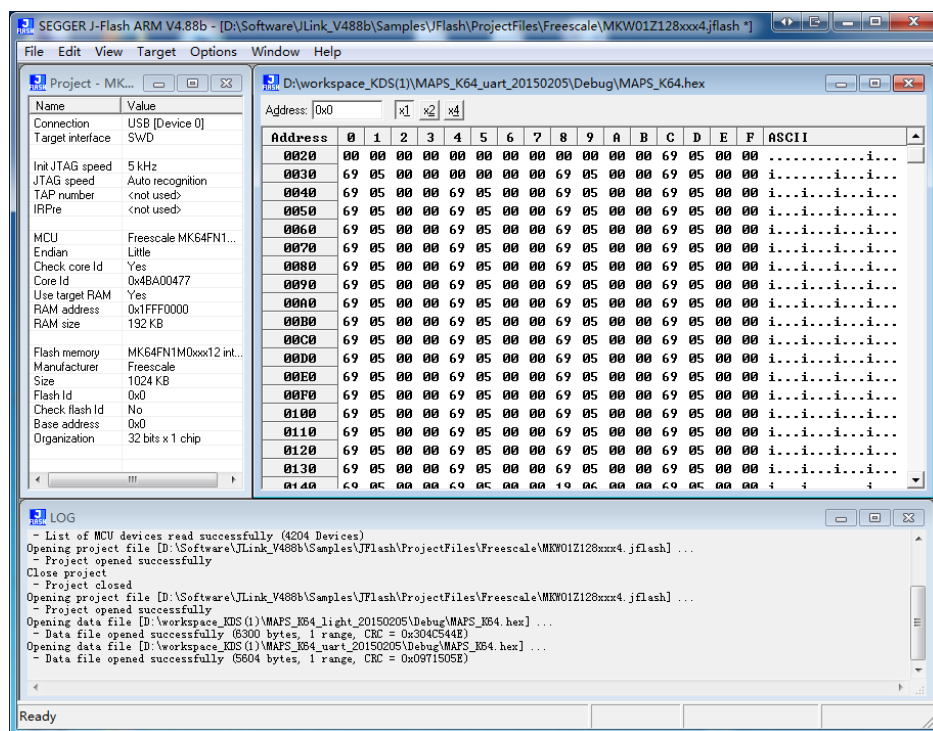 SEGGER J-Flash ARM V4.88b - [D:\Software\JLink_V488b\Samples\JFlash\ProjectFiles\Freescale\MKW01Z128xxx4.jflash *]
File Edit View Target Options Window Help
Project - MK...
Name Value
Connection USB [Device 0]
Target interface SWD
Init JTAG speed 5 kHz
JTAG speed Auto recognition
TAP number <not used>
IRPre <not used>
MCU Freescale MK64FN1...
Endian Little
Check core Id Yes
Core Id 0x4BA00477
Use target RAM Yes
RAM address 0x1FFF0000
RAM size 192 KB
Flash memory MK64FN1M0xxx12 int...
Manufacturer Freescale
Size 1024 KB
Flash Id 0x0
Check flash Id No
Base address 0x0
Organization 32 bits x 1 chip
D:\workspace_KDS(1)\MAPS_K64_uart_20150205\Debug\MAPS_K64.hex
Address: 0x0 x1 x2 x4
Address 0 1 2 3 4 5 6 7 8 9 A B C D E F ASCII
0020 00 00 00 00 00 00 00 00 00 00 00 00 69 05 00 00 ............i...
0030 69 05 00 00 00 00 00 00 69 05 00 00 69 05 00 00 i.......i...i...
0040 69 05 00 00 69 05 00 00 69 05 00 00 69 05 00 00 i...i...i...i...
0050 69 05 00 00 69 05 00 00 69 05 00 00 69 05 00 00 i...i...i...i...
0060 69 05 00 00 69 05 00 00 69 05 00 00 69 05 00 00 i...i...i...i...
0070 69 05 00 00 69 05 00 00 69 05 00 00 69 05 00 00 i...i...i...i...
0080 69 05 00 00 69 05 00 00 69 05 00 00 69 05 00 00 i...i...i...i...
0090 69 05 00 00 69 05 00 00 69 05 00 00 69 05 00 00 i...i...i...i...
00A0 69 05 00 00 69 05 00 00 69 05 00 00 69 05 00 00 i...i...i...i...
00B0 69 05 00 00 69 05 00 00 69 05 00 00 69 05 00 00 i...i...i...i...
00C0 69 05 00 00 69 05 00 00 69 05 00 00 69 05 00 00 i...i...i...i...
00D0 69 05 00 00 69 05 00 00 69 05 00 00 69 05 00 00 i...i...i...i...
00E0 69 05 00 00 69 05 00 00 69 05 00 00 69 05 00 00 i...i...i...i...
00F0 69 05 00 00 69 05 00 00 69 05 00 00 69 05 00 00 i...i...i...i...
0100 69 05 00 00 69 05 00 00 69 05 00 00 69 05 00 00 i...i...i...i...
0110 69 05 00 00 69 05 00 00 69 05 00 00 69 05 00 00 i...i...i...i...
0120 69 05 00 00 69 05 00 00 69 05 00 00 69 05 00 00 i...i...i...i...
0130 69 05 00 00 69 05 00 00 69 05 00 00 69 05 00 00 i...i...i...i...
0140 69 05 00 00 69 05 00 00 19 06 00 00 69 05 00 00 i...i.......i...
LOG
- List of MCU devices read successfully (4204 Devices)
Opening project file [D:\Software\JLink_V488b\Samples\JFlash\ProjectFiles\Freescale\MKW01Z128xxx4.jflash] ...
- Project opened successfully
Close project
- Project closed
Opening project file [D:\Software\JLink_V488b\Samples\JFlash\ProjectFiles\Freescale\MKW01Z128xxx4.jflash] ...
- Project opened successfully
Opening data file [D:\workspace_KDS(1)\MAPS_K64_light_20150205\Debug\MAPS_K64.hex] ...
- Data file opened successfully (6300 bytes, 1 range, CRC = 0x304C544E)
Opening data file [D:\workspace_KDS(1)\MAPS_K64_uart_20150205\Debug\MAPS_K64.hex] ...
- Data file opened successfully (5604 bytes, 1 range, CRC = 0x0971505E)
Ready